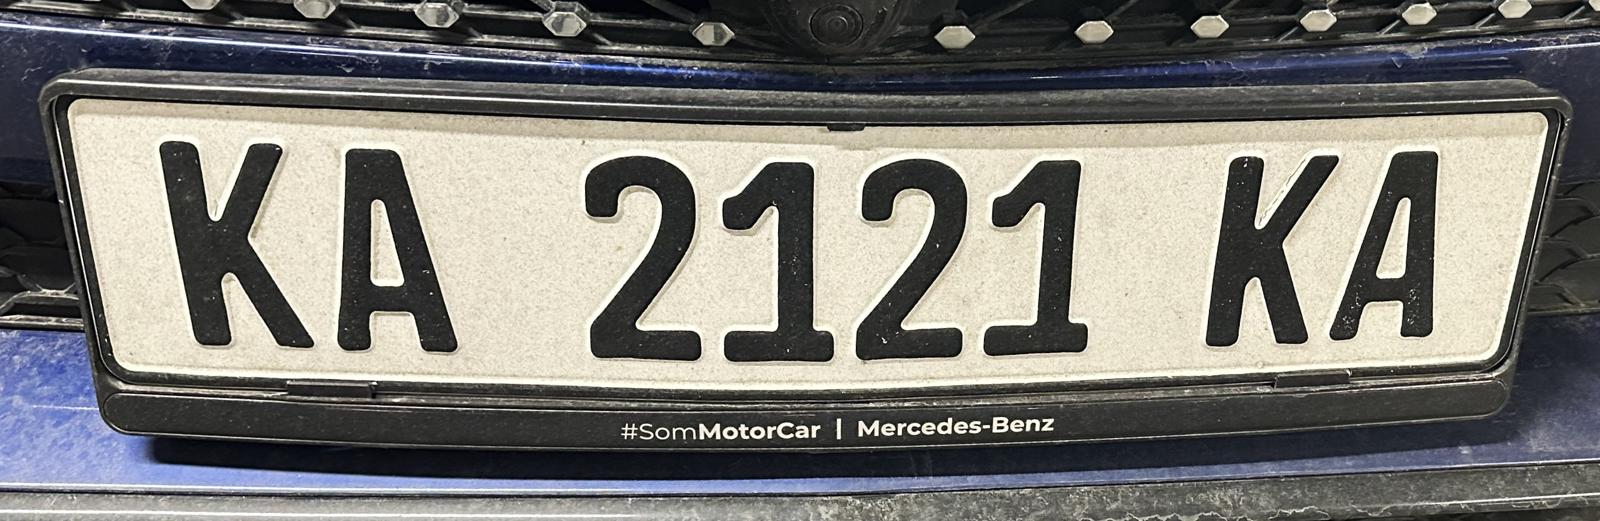 KA 2121 KA
#SomMotorCar | Mercedes-Benz